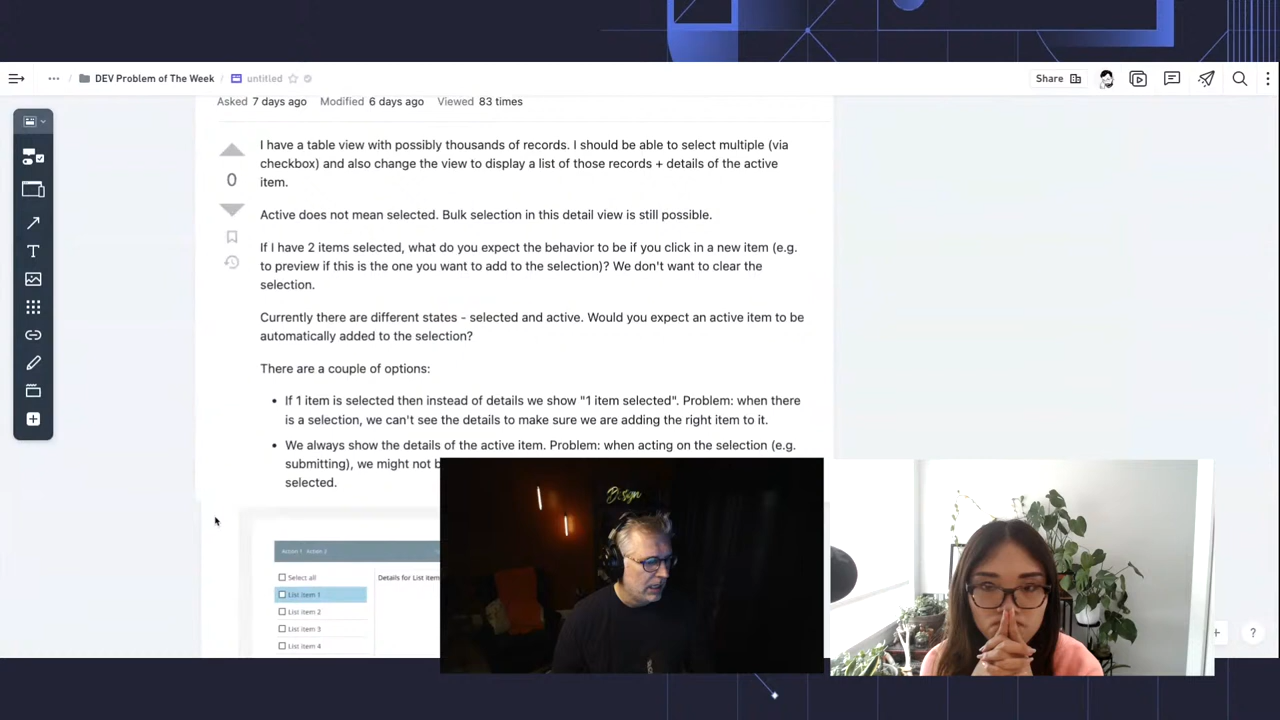 ... / DEV Problem of The Week / untitled
Share
Asked 7 days ago Modified 6 days ago Viewed 83 times
I have a table view with possibly thousands of records. I should be able to select multiple (via
checkbox) and also change the view to display a list of those records + details of the active
item.
0
Active does not mean selected. Bulk selection in this detail view is still possible.
If I have 2 items selected, what do you expect the behavior to be if you click in a new item (e.g.
to preview if this is the one you want to add to the selection)? We don't want to clear the
selection.
Currently there are different states - selected and active. Would you expect an active item to be
automatically added to the selection?
There are a couple of options:
• If 1 item is selected then instead of details we show "1 item selected". Problem: when there
is a selection, we can't see the details to make sure we are adding the right item to it.
• We always show the details of the active item. Problem: when acting on the selection (e.g.
submitting), we might not b
selected.
Design
Action 1 Action 2
Select all Details for List item
List item 1
List item 2
List item 3
List item 4
T
+ ?